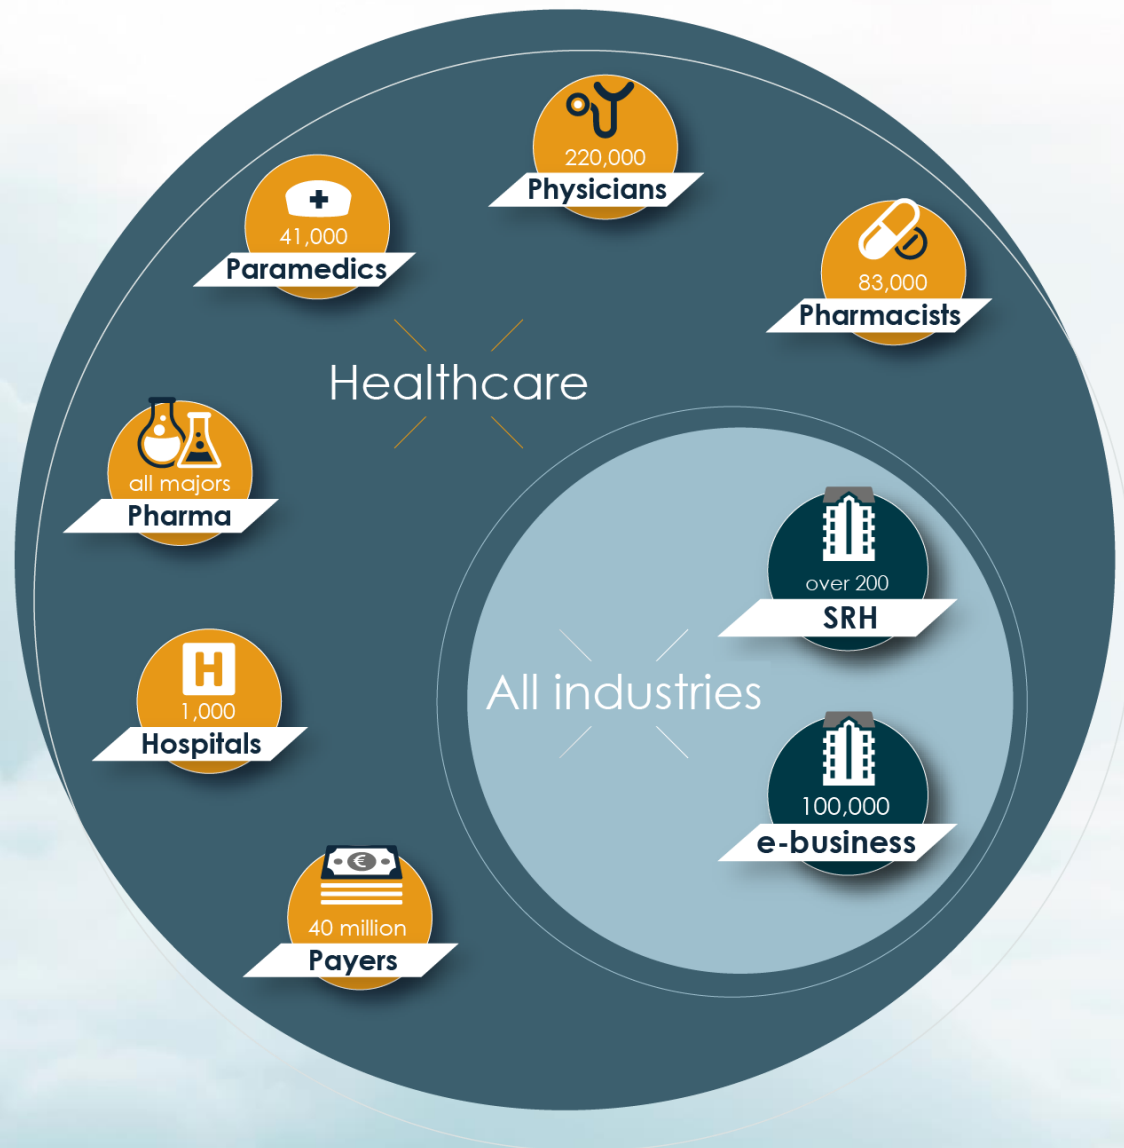 220,000
Physicians
41,000
Paramedics
83,000
Pharmacists
Healthcare
all majors
Pharma
over 200
SRH
H
1,000
Hospitals
All industries
100,000
e-business
€
40 million
Payers